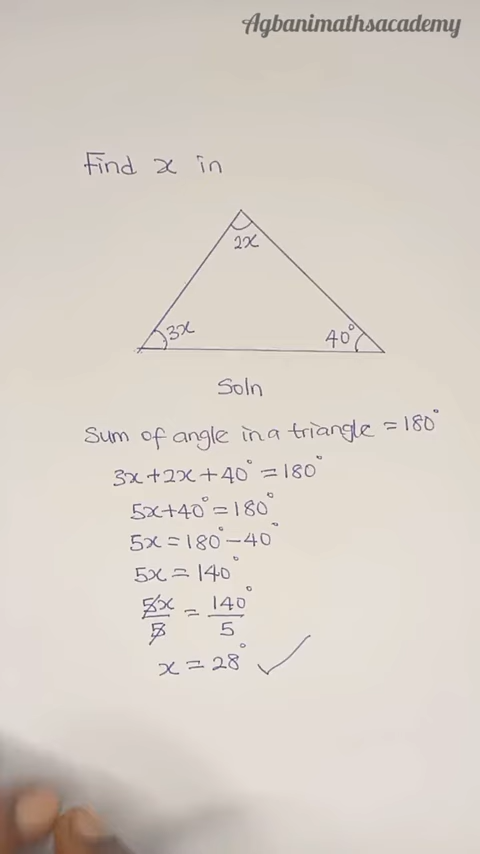 Agbanimathsacademy
Find x in
2x
3x
40°
Soln
Sum of angle in a triangle = 180°
3x+2x+40° = 180°
5x+40° = 180°
5x = 180° - 40°
5x = 140°
5x/5 = 140°/5
x = 28° ✓